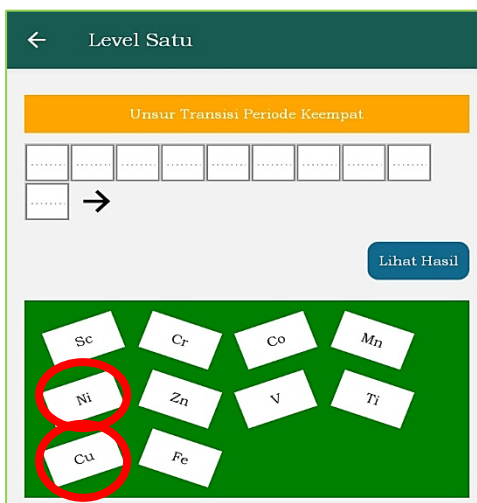 ← Level Satu
Unsur Transisi Periode Keempat
........ ........ ........ ........ ........ ........ ........ ........ ........
........ →
Lihat Hasil
Sc Cr Co Mn
Ni Zn V Ti
Cu Fe